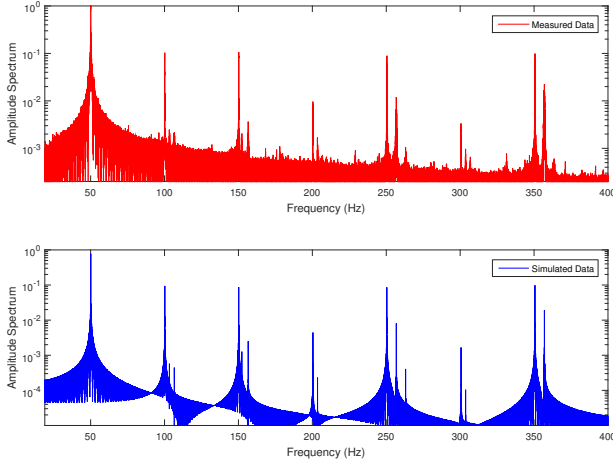 10^0
10^-1
10^-2
10^-3
Amplitude Spectrum
Measured Data
50 100 150 200 250 300 350 400
Frequency (Hz)
10^0
10^-1
10^-2
10^-3
10^-4
Amplitude Spectrum
Simulated Data
50 100 150 200 250 300 350 400
Frequency (Hz)